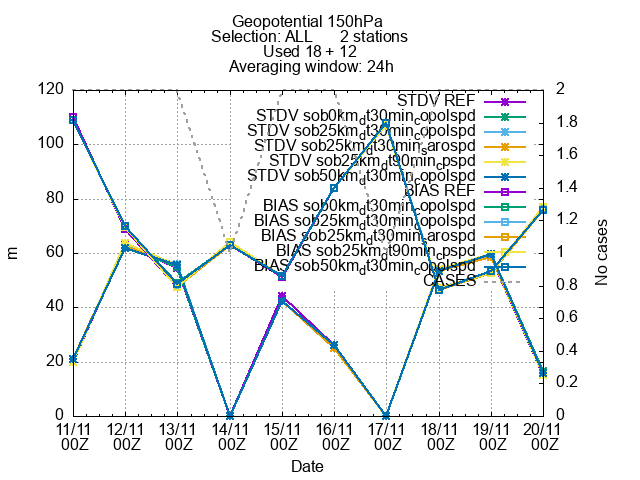 Geopotential 150hPa
Selection: ALL 2 stations
Used 18 + 12
Averaging window: 24h
120
100
80
60
40
20
0
m
2
1.8
1.6
1.4
1.2
1
0.8
0.6
0.4
0.2
0
No cases
STDV REF
STDV sob0km_dt30min_copolspd
STDV sob25km_dt30min_copolspd
STDV sob25km_dt30min_sarospd
STDV sob25km_dt90min_cpspd
STDV sob50km_dt30min_copolspd
BIAS REF
BIAS sob0km_dt30min_copolspd
BIAS sob25km_dt30min_copolspd
BIAS sob25km_dt30min_sarospd
BIAS sob25km_dt90min_cpspd
BIAS sob50km_dt30min_copolspd
CASES
11/11 12/11 13/11 14/11 15/11 16/11 17/11 18/11 19/11 20/11
00Z 00Z 00Z 00Z 00Z 00Z 00Z 00Z 00Z 00Z
Date